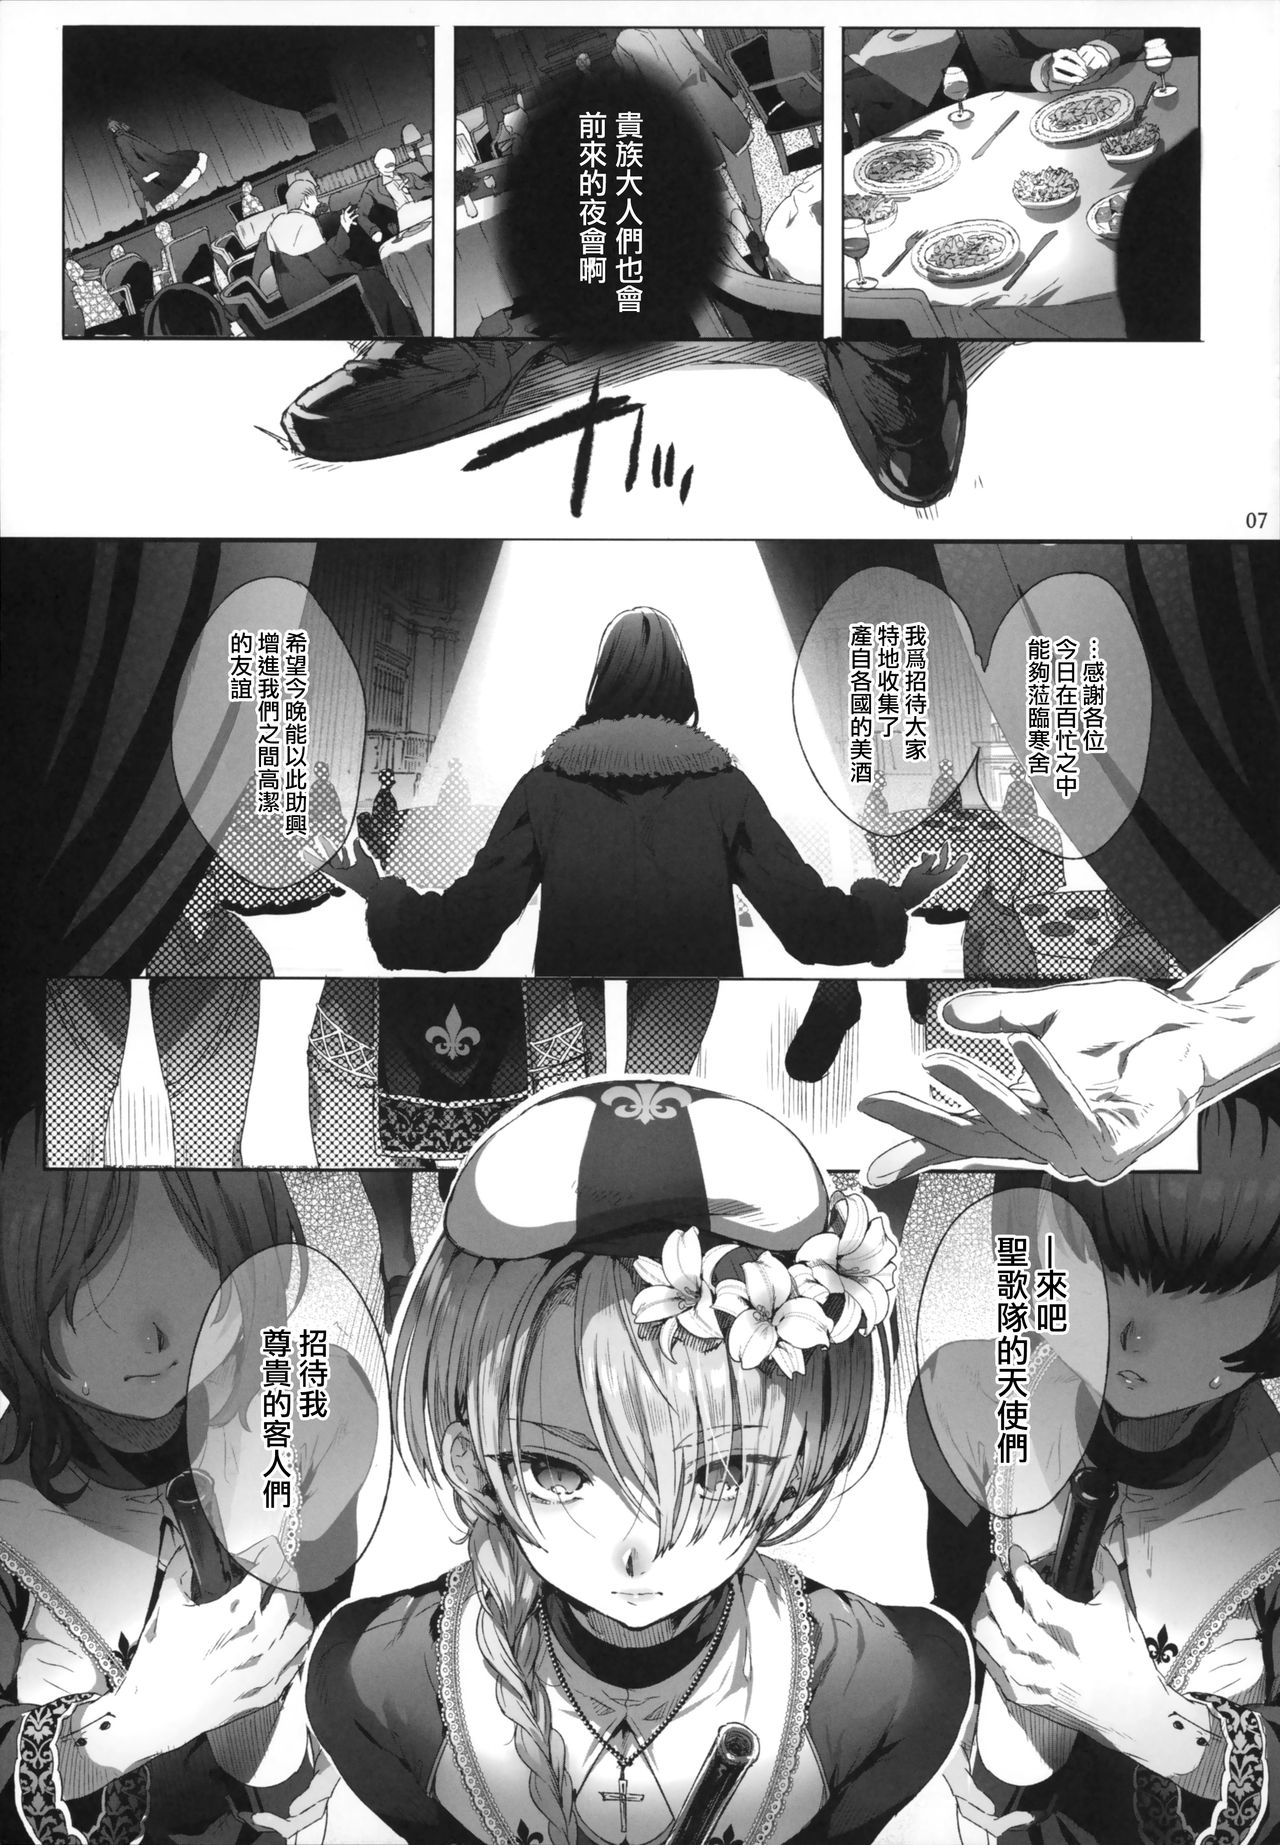 貴族大人們也會
前來的夜會啊
ガッ
07
…感謝各位
今日在百忙之中
能夠蒞臨寒舍
我爲招待大家
特地收集了
產自各國的美酒
希望今晚能以此助興
增進我們之間高潔
的友誼
—來吧
聖歌隊的天使們
招待我
尊貴的客人們